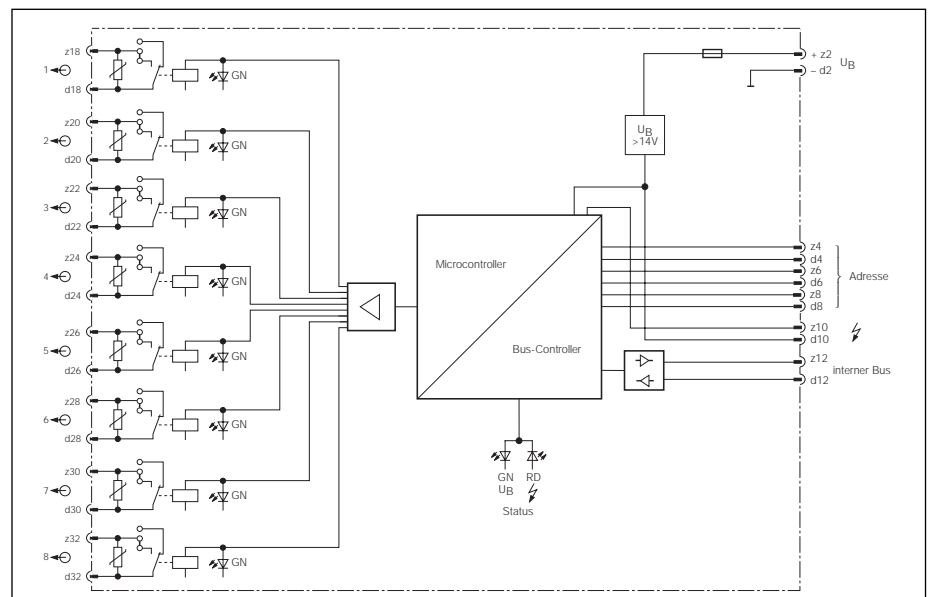 z18
1
GN
d18
z20
2
GN
d20
z22
3
GN
d22
z24
4
GN
d24
z26
5
GN
d26
z28
6
GN
d28
z30
7
GN
d30
z32
8
GN
d32
Microcontroller
Bus-Controller
GN
UB
RD
Status
UB
>14V
+ z2
UB
– d2
z4
d4
z6
d6
z8
d8
Adresse
z10
d10
z12
interner Bus
d12